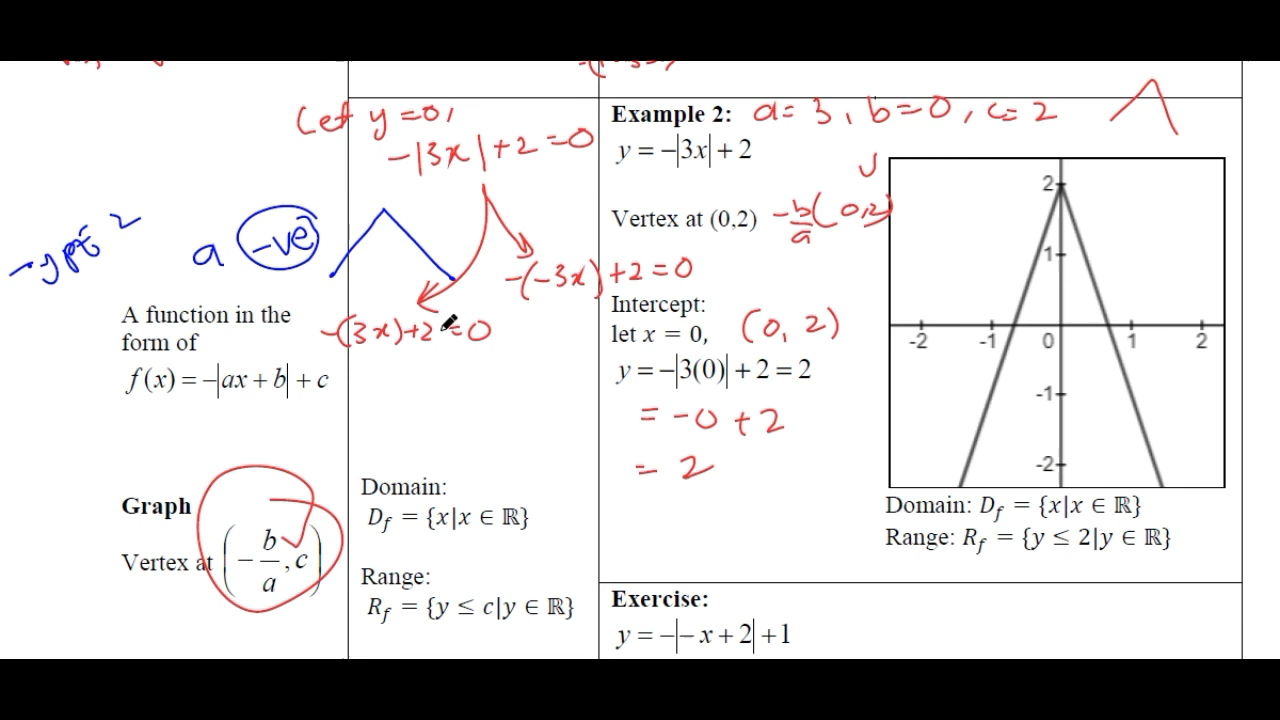 Let y = 0,
-|3x| + 2 = 0
-(-3x) + 2 = 0
-(3x) + 2 = 0
a -ve
A function in the
form of
f(x) = -|ax + b| + c
Graph
Vertex at (-b/a, c)
Domain:
D_f = {x|x ∈ ℝ}
Range:
R_f = {y ≤ c|y ∈ ℝ}
Example 2: a = 3, b = 0, c = 2
y = -|3x| + 2
Vertex at (0,2) -b/a (0,2)
Intercept:
let x = 0, (0, 2)
y = -|3(0)| + 2 = 2
= -0 + 2
= 2
2
1
-2 -1 0 1 2
-1
-2
Domain: D_f = {x|x ∈ ℝ}
Range: R_f = {y ≤ 2|y ∈ ℝ}
Exercise:
y = -|-x + 2| + 1